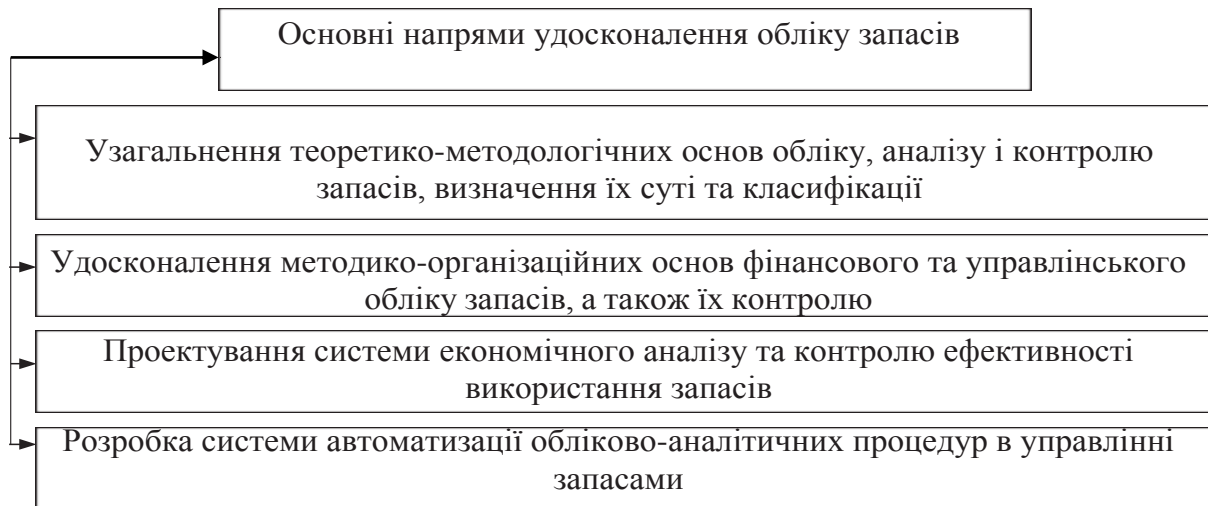 Основні напрями удосконалення обліку запасів
Узагальнення теоретико-методологічних основ обліку, аналізу і контролю
запасів, визначення їх суті та класифікації
Удосконалення методико-організаційних основ фінансового та управлінського
обліку запасів, а також їх контролю
Проектування системи економічного аналізу та контролю ефективності
використання запасів
Розробка системи автоматизації обліково-аналітичних процедур в управлінні
запасами